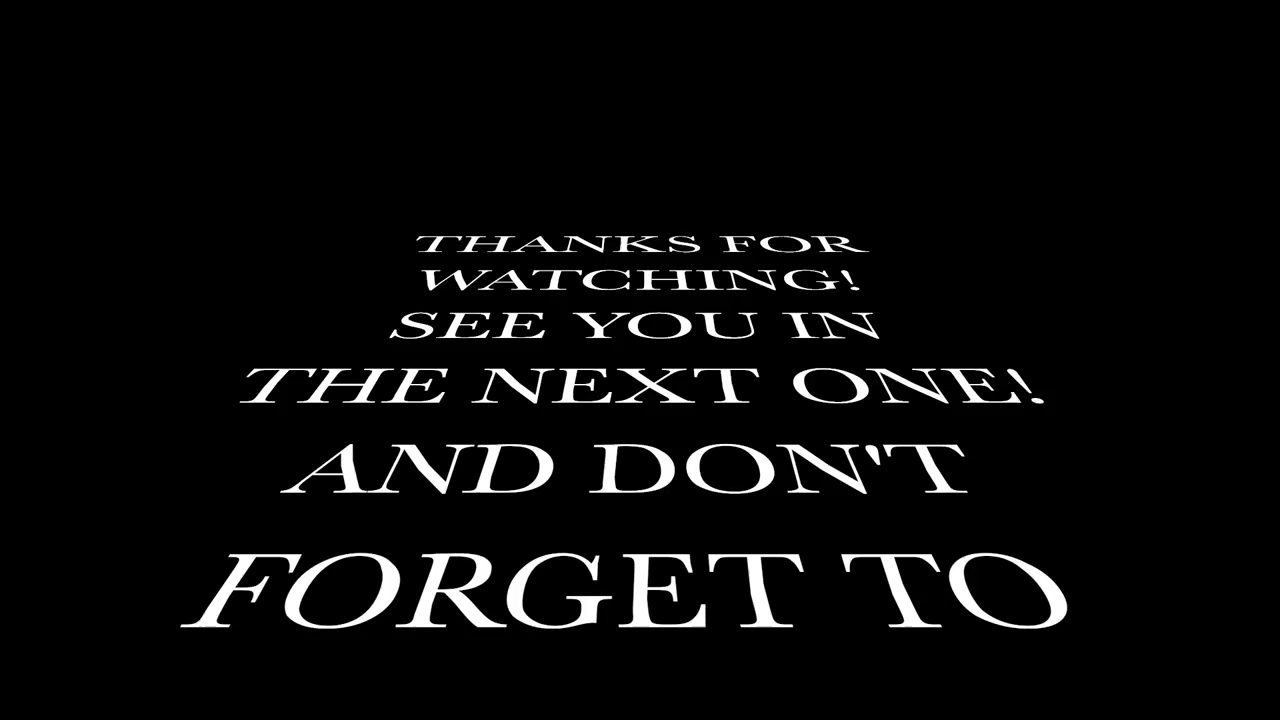 THANKS FOR
WATCHING!
SEE YOU IN
THE NEXT ONE!
AND DON'T
FORGET TO